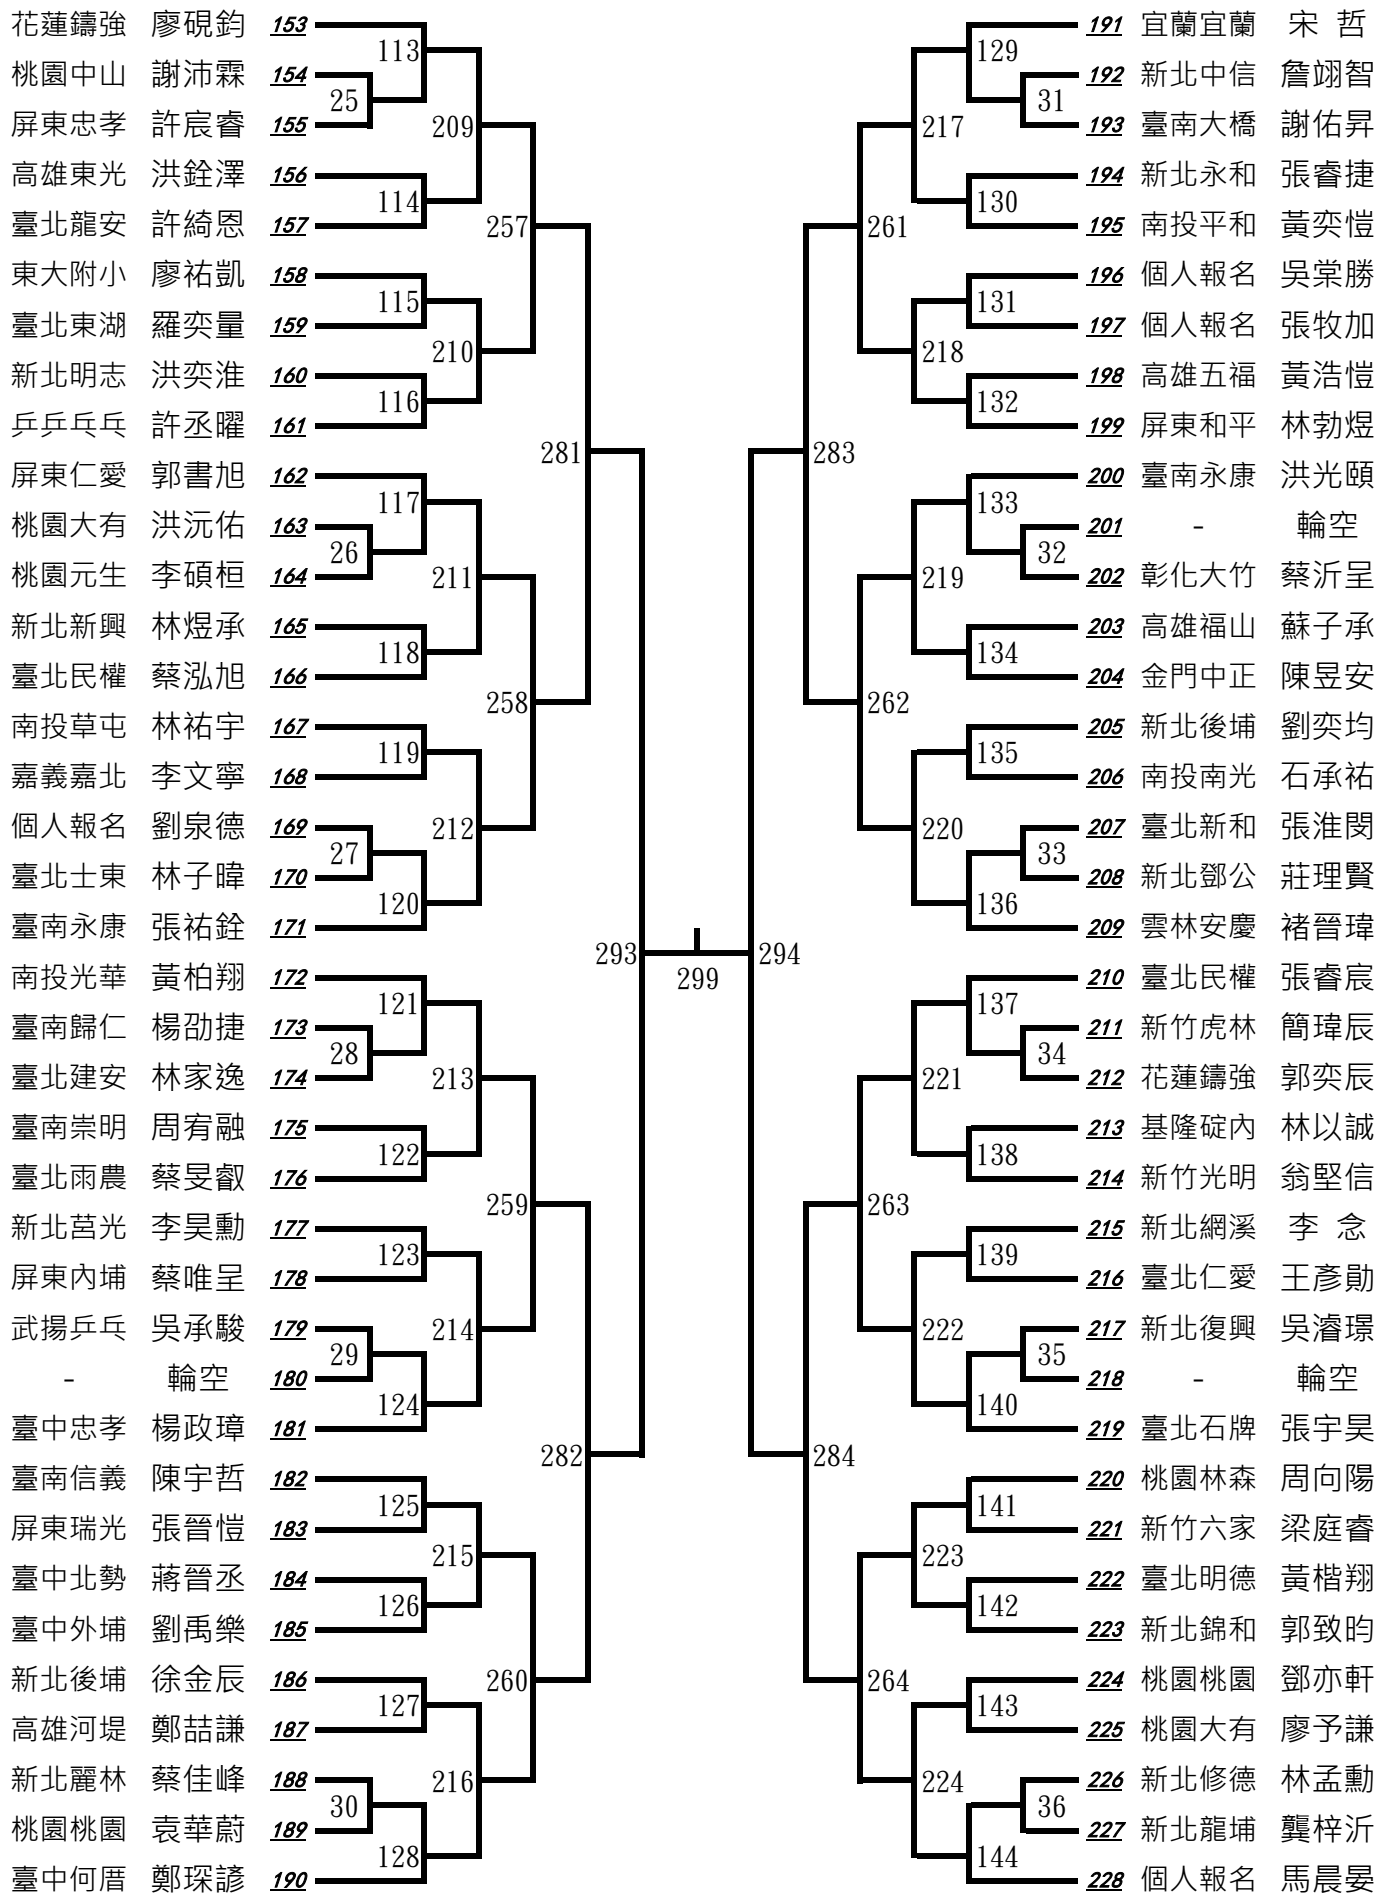 花蓮鑄強 廖硯鈞 153
桃園中山 謝沛霖 154
屏東忠孝 許宸睿 155
高雄東光 洪銓澤 156
臺北龍安 許綺恩 157
東大附小 廖祐凱 158
臺北東湖 羅奕量 159
新北明志 洪奕淮 160
乒乒乓乓 許丞曜 161
屏東仁愛 郭書旭 162
桃園大有 洪沅佑 163
桃園元生 李碩桓 164
新北新興 林煜承 165
臺北民權 蔡泓旭 166
南投草屯 林祐宇 167
嘉義嘉北 李文寧 168
個人報名 劉泉德 169
臺北士東 林子暐 170
臺南永康 張祐銓 171
南投光華 黃柏翔 172
臺南歸仁 楊劭捷 173
臺北建安 林家逸 174
臺南崇明 周宥融 175
臺北雨農 蔡旻叡 176
新北莒光 李昊勳 177
屏東內埔 蔡唯呈 178
武揚乒乓 吳承駿 179
- 輪空 180
臺中忠孝 楊政璋 181
臺南信義 陳宇哲 182
屏東瑞光 張晉愷 183
臺中北勢 蔣晉丞 184
臺中外埔 劉禹樂 185
新北後埔 徐金辰 186
高雄河堤 鄭喆謙 187
新北麗林 蔡佳峰 188
桃園桃園 袁華蔚 189
臺中何厝 鄭琛諺 190
25
26
27
28
29
30
113
114
115
116
117
118
119
120
121
122
123
124
125
126
127
128
209
210
211
212
213
214
215
216
257
258
259
260
281
282
293
299
294
283
284
261
262
263
264
217
218
219
220
221
222
223
224
129
130
131
132
133
134
135
136
137
138
139
140
141
142
143
144
31
32
33
34
35
36
191 宜蘭宜蘭 宋 哲
192 新北中信 詹翊智
193 臺南大橋 謝佑昇
194 新北永和 張睿捷
195 南投平和 黃奕愷
196 個人報名 吳棠勝
197 個人報名 張牧加
198 高雄五福 黃浩愷
199 屏東和平 林勃煜
200 臺南永康 洪光頤
201 - 輪空
202 彰化大竹 蔡沂呈
203 高雄福山 蘇子承
204 金門中正 陳昱安
205 新北後埔 劉奕均
206 南投南光 石承祐
207 臺北新和 張淮閔
208 新北鄧公 莊理賢
209 雲林安慶 褚晉瑋
210 臺北民權 張睿宸
211 新竹虎林 簡瑋辰
212 花蓮鑄強 郭奕辰
213 基隆碇內 林以誠
214 新竹光明 翁堅信
215 新北網溪 李 念
216 臺北仁愛 王彥勛
217 新北復興 吳濬璟
218 - 輪空
219 臺北石牌 張宇昊
220 桃園林森 周向陽
221 新竹六家 梁庭睿
222 臺北明德 黃楷翔
223 新北錦和 郭致昀
224 桃園桃園 鄧亦軒
225 桃園大有 廖予謙
226 新北修德 林孟勳
227 新北龍埔 龔梓沂
228 個人報名 馬晨晏